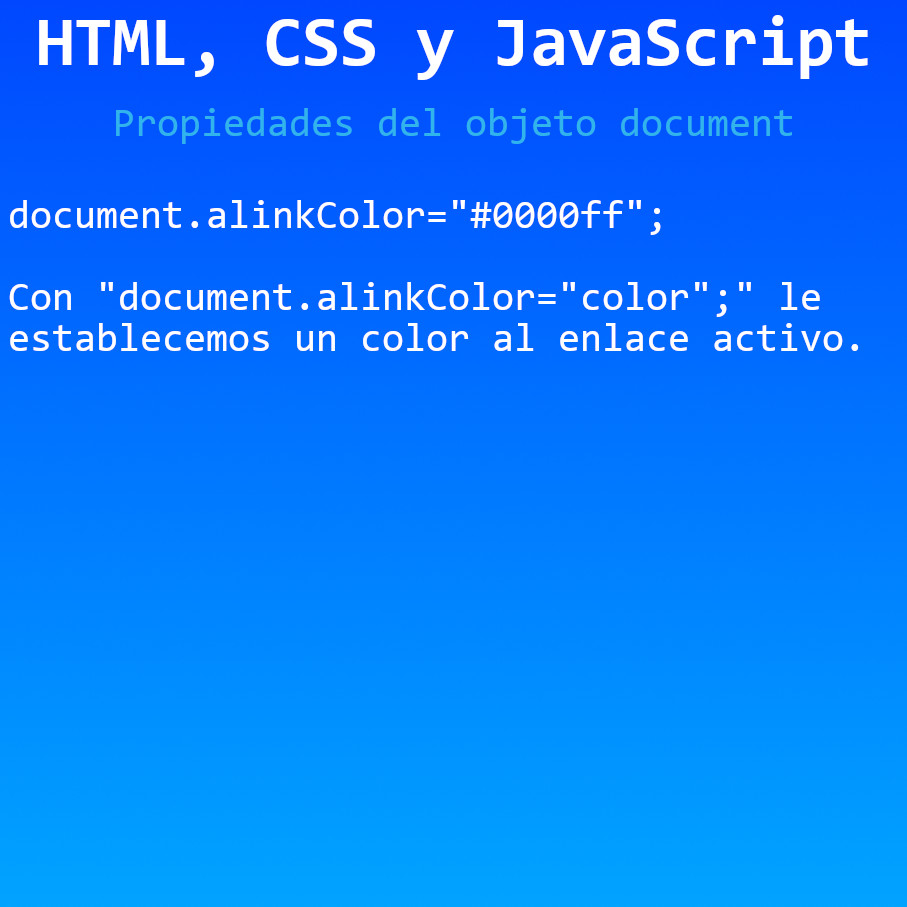 HTML, CSS y JavaScript
Propiedades del objeto document
document.alinkColor="#0000ff";
Con "document.alinkColor="color";" le
establecemos un color al enlace activo.